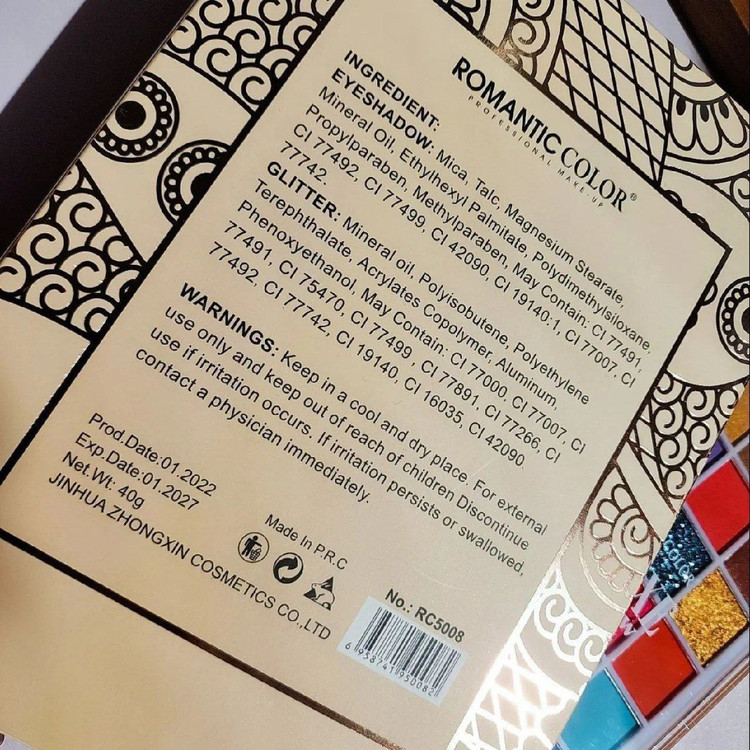 ROMANTIC COLOR®
PROFESSIONAL MAKE-UP
INGREDIENT:
EYESHADOW: Mica, Talc, Magnesium Stearate,
Mineral Oil, Ethylhexyl Palmitate, Polydimethylsiloxane,
Propylparaben, Methylparaben, May Contain: CI 77491,
CI 77492, CI 77499, CI 42090, CI 19140:1, CI 77007, CI
77742.
GLITTER: Mineral oil, Polyisobutene, Polyethylene
Terephthalate, Acrylates Copolymer, Aluminum,
Phenoxyethanol, May Contain: CI 77000, CI 77007, CI
77491, CI 75470, CI 77499 , CI 77891, CI 77266, CI
77492, CI 77742, CI 19140, CI 16035, CI 42090
WARNINGS: Keep in a cool and dry place. For external
use only and keep out of reach of children Discontinue
use if irritation occurs. If irritation persists or swallowed,
contact a physician immediately.
Prod.Date:01.2022
Exp.Date:01.2027
Net.Wt: 40g
Made In P.R.C
JINHUA ZHONGXIN COSMETICS CO.,LTD
No.: RC5008
6 958741 950082